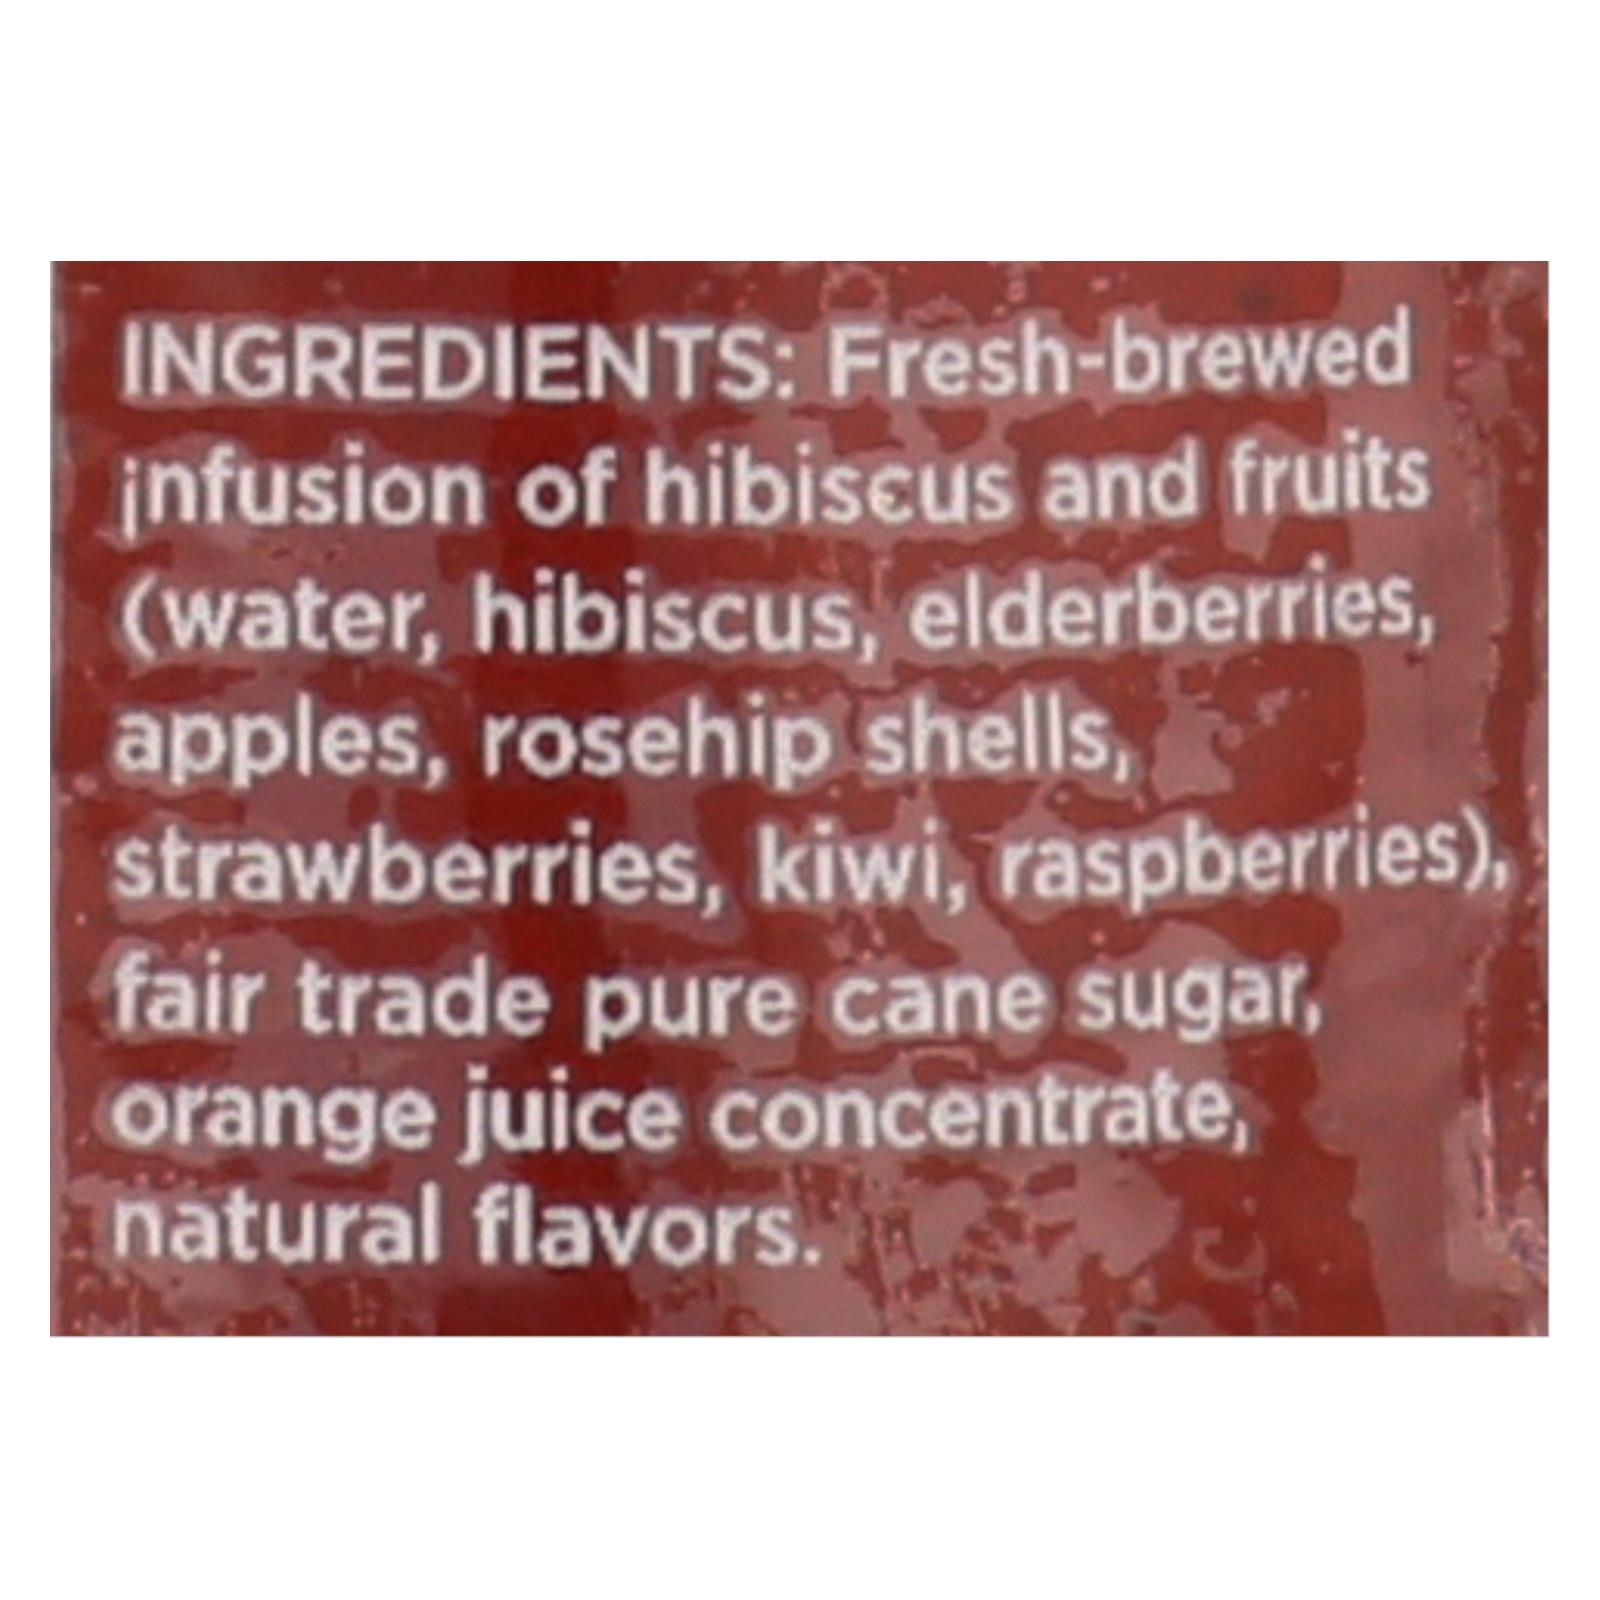 INGREDIENTS: Fresh-brewed
infusion of hibiscus and fruits
(water, hibiscus, elderberries,
apples, rosehip shells,
strawberries, kiwi, raspberries),
fair trade pure cane sugar,
orange juice concentrate,
natural flavors.